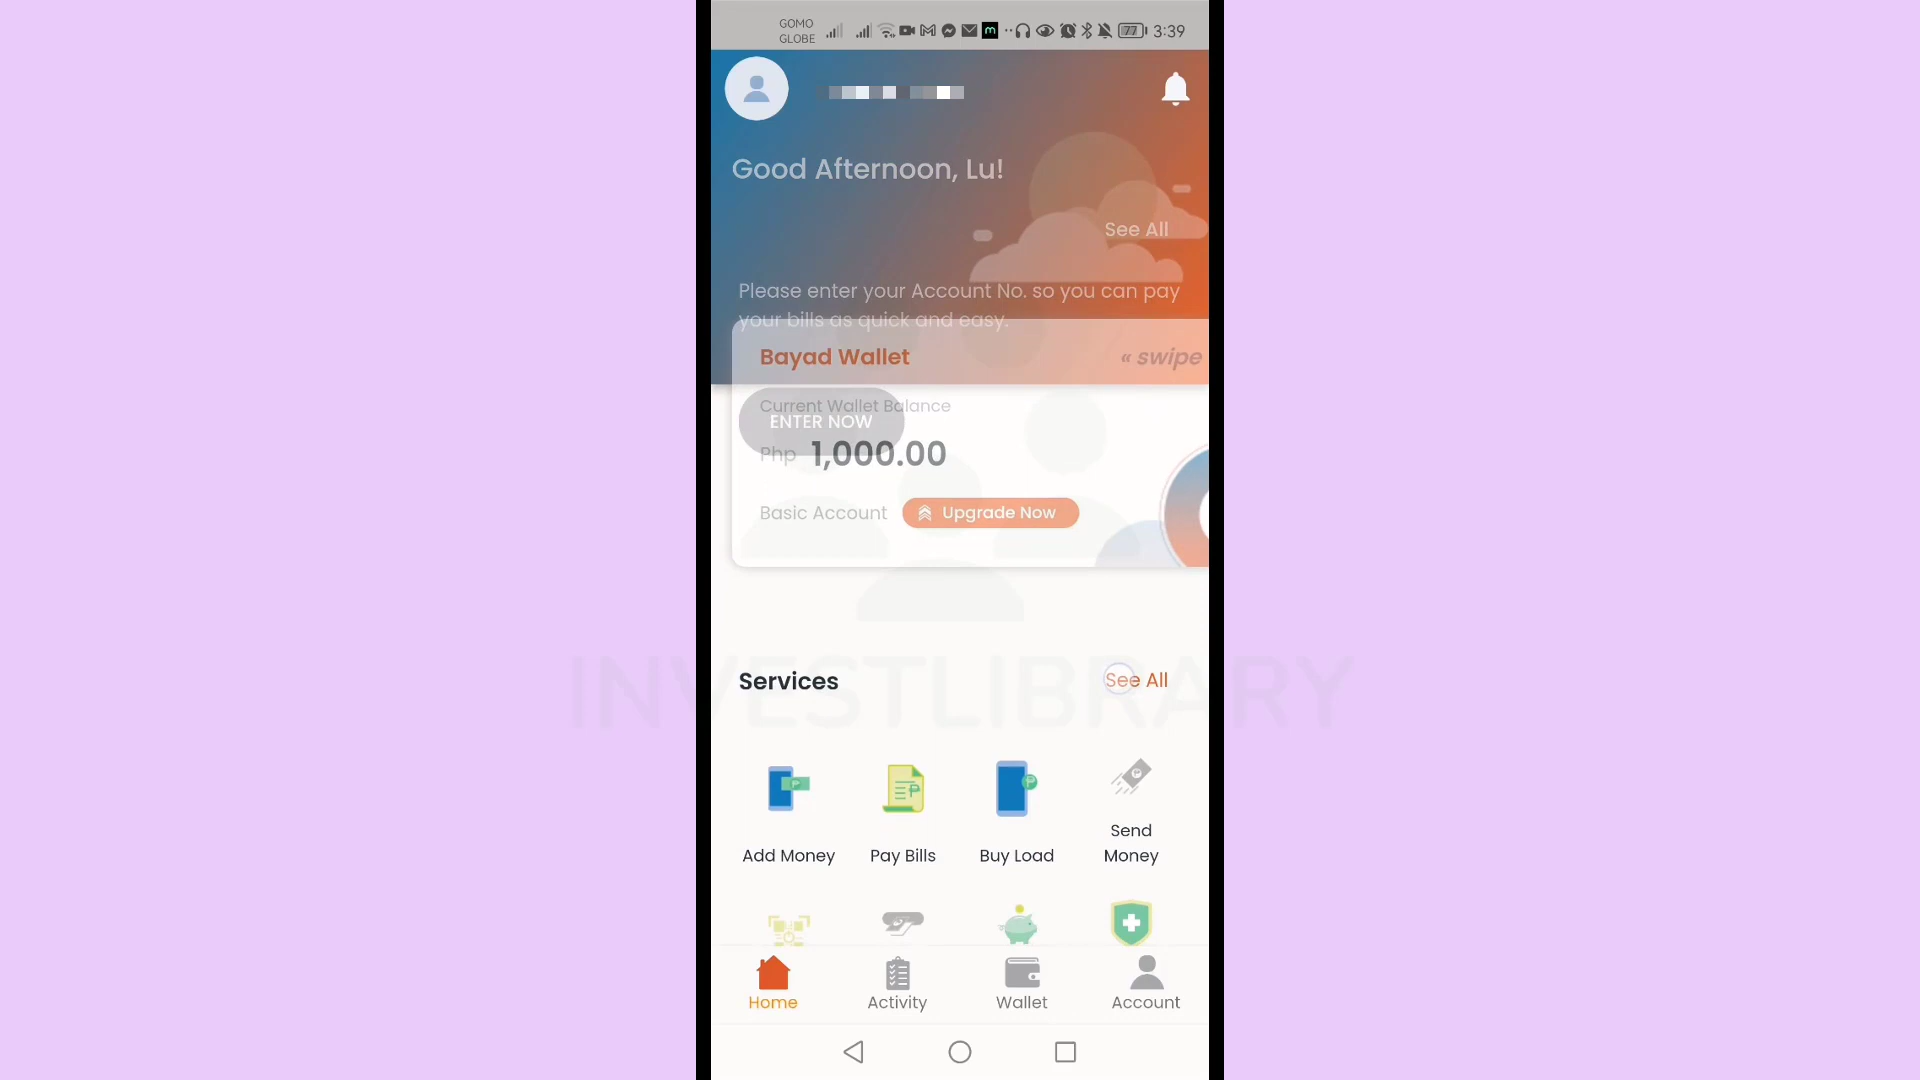 GOMO
GLOBE
77
3:39
Good Afternoon, Lu!
See All
Please enter your Account No. so you can pay
your bills as quick and easy.
Bayad Wallet
« swipe
Current Wallet Balance
ENTER NOW
Php 1,000.00
Basic Account
Upgrade Now
INVESTLIBRARY
Services
See All
Add Money
Pay Bills
Buy Load
Send
Money
Home
Activity
Wallet
Account